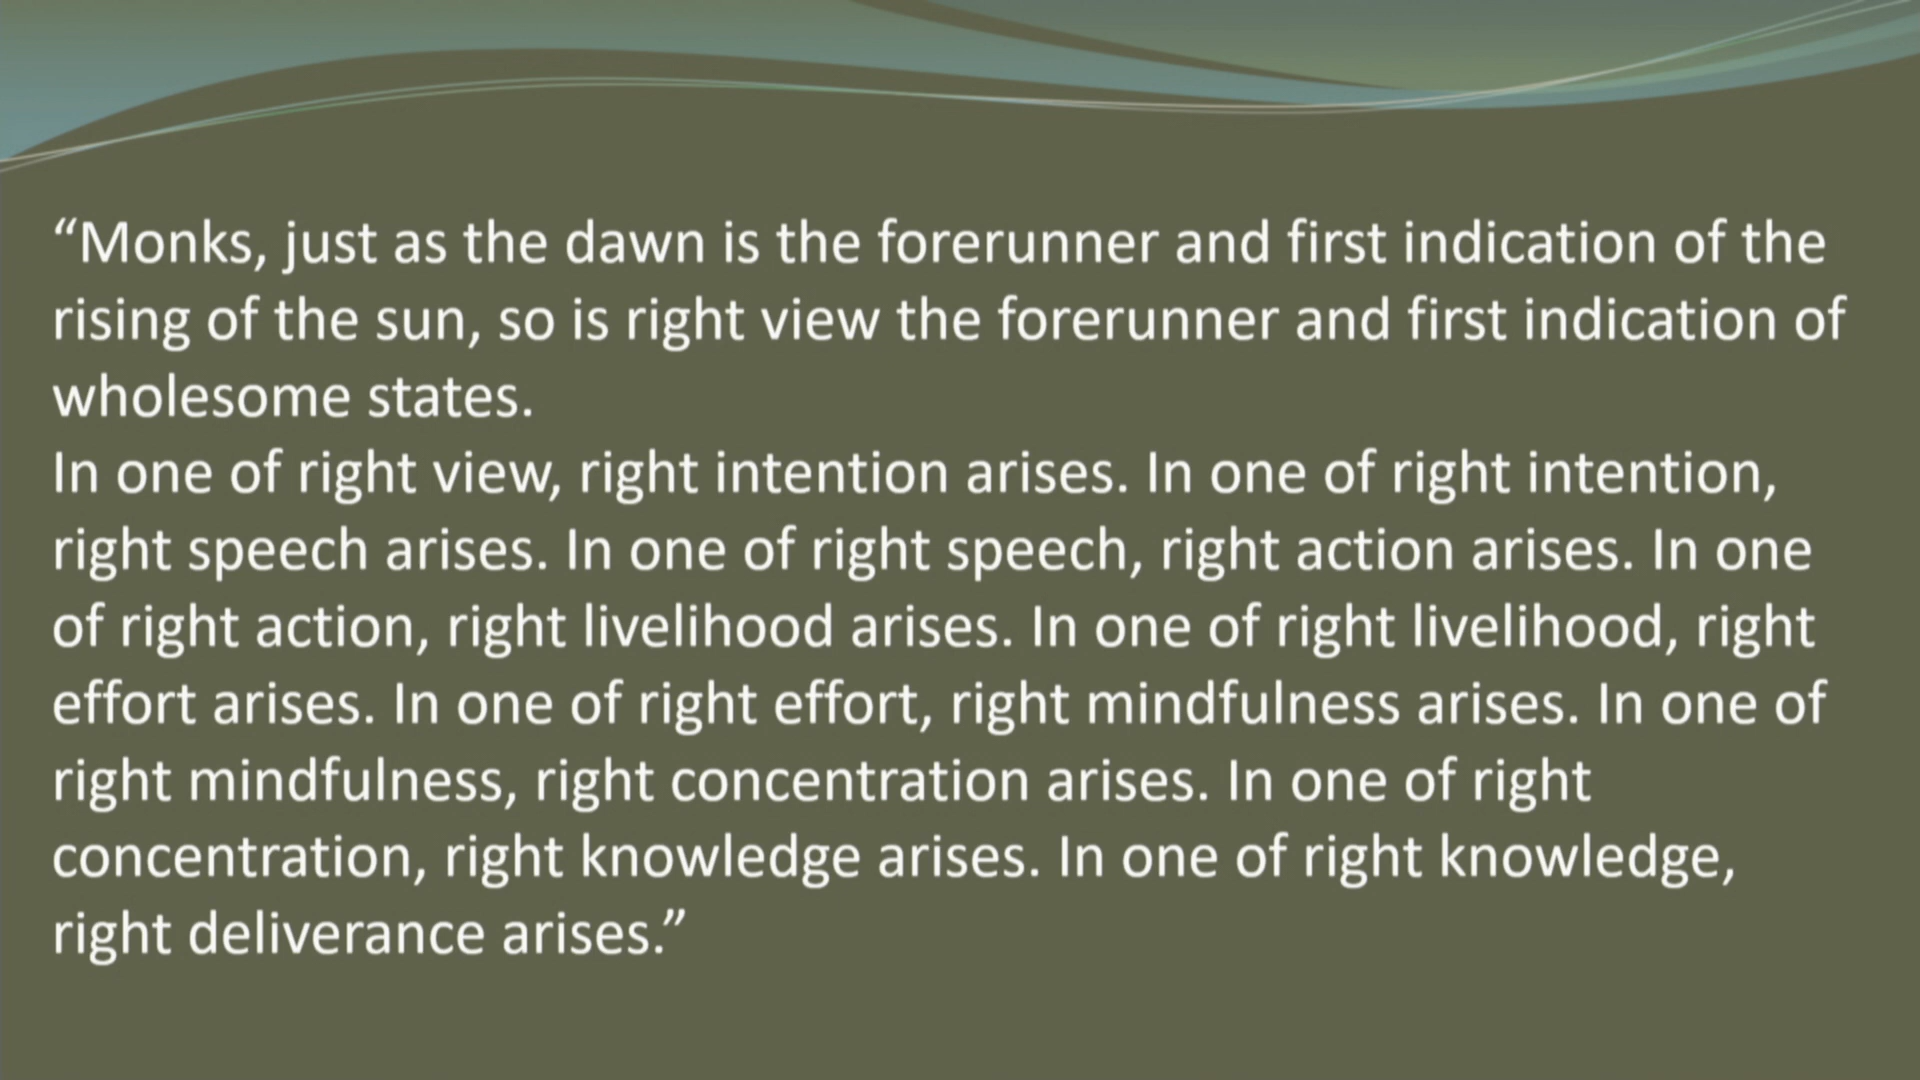 “Monks, just as the dawn is the forerunner and first indication of the
rising of the sun, so is right view the forerunner and first indication of
wholesome states.
In one of right view, right intention arises. In one of right intention,
right speech arises. In one of right speech, right action arises. In one
of right action, right livelihood arises. In one of right livelihood, right
effort arises. In one of right effort, right mindfulness arises. In one of
right mindfulness, right concentration arises. In one of right
concentration, right knowledge arises. In one of right knowledge,
right deliverance arises.”